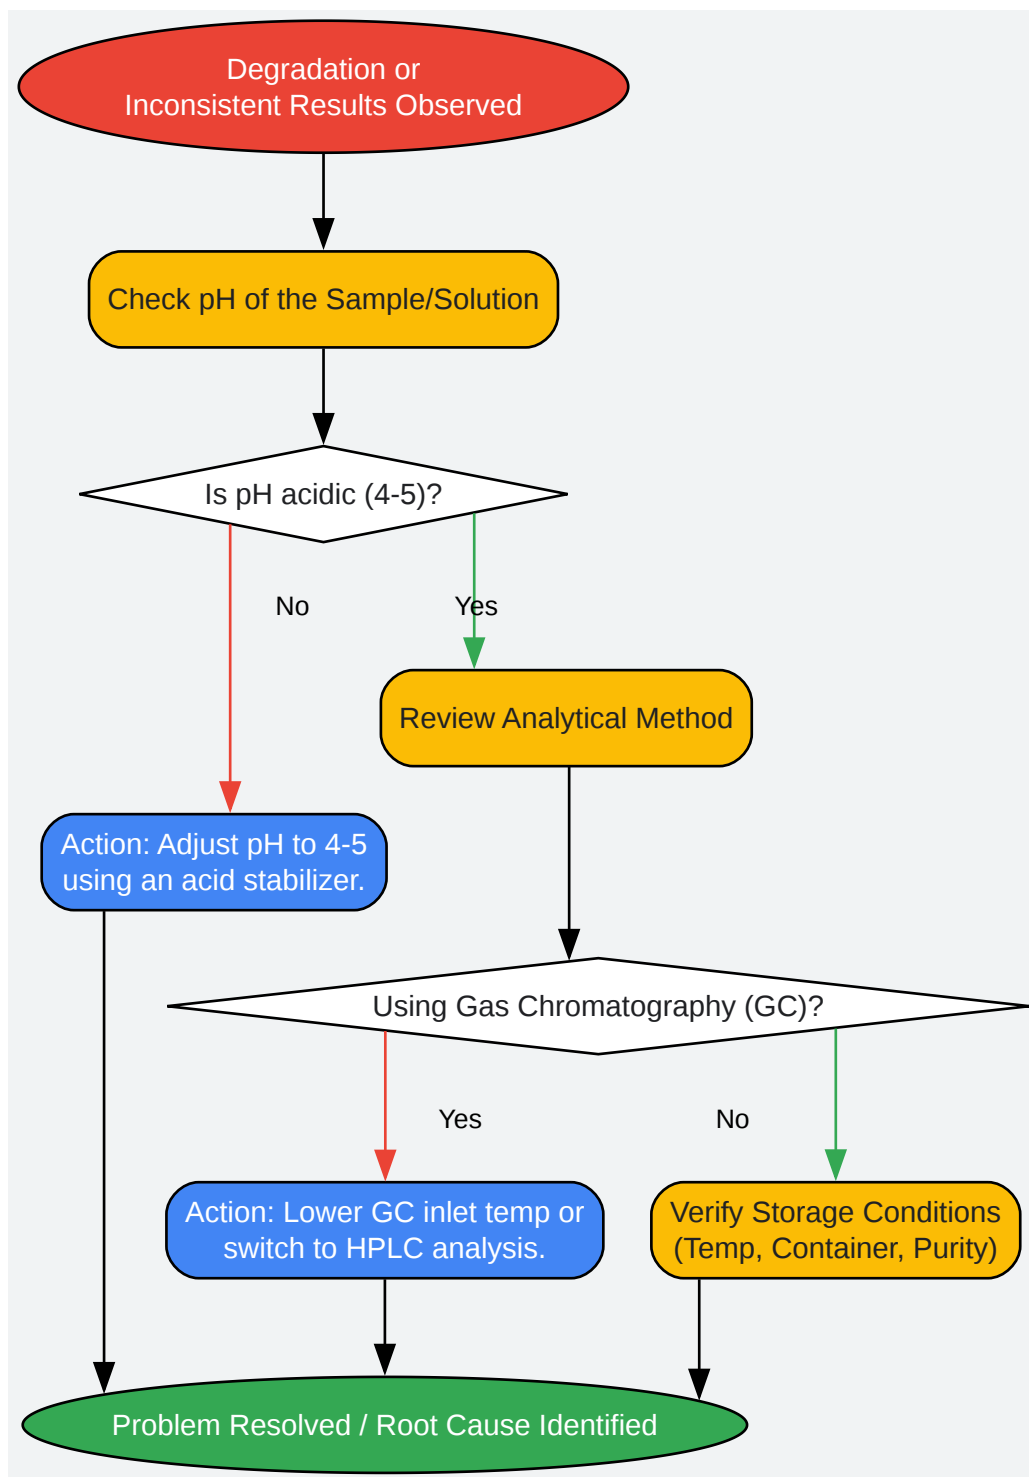 Degradation or
Inconsistent Results Observed
Check pH of the Sample/Solution
Is pH acidic (4-5)?
No
Yes
Review Analytical Method
Action: Adjust pH to 4-5
using an acid stabilizer.
Using Gas Chromatography (GC)?
Yes
No
Action: Lower GC inlet temp or
switch to HPLC analysis.
Verify Storage Conditions
(Temp, Container, Purity)
Problem Resolved / Root Cause Identified